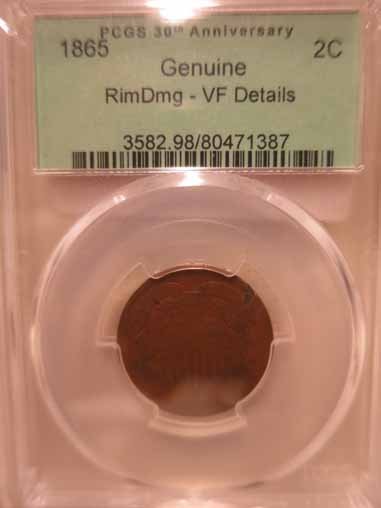 PCGS 30th Anniversary
1865 2C
Genuine
RimDmg - VF Details
3582.98/80471387